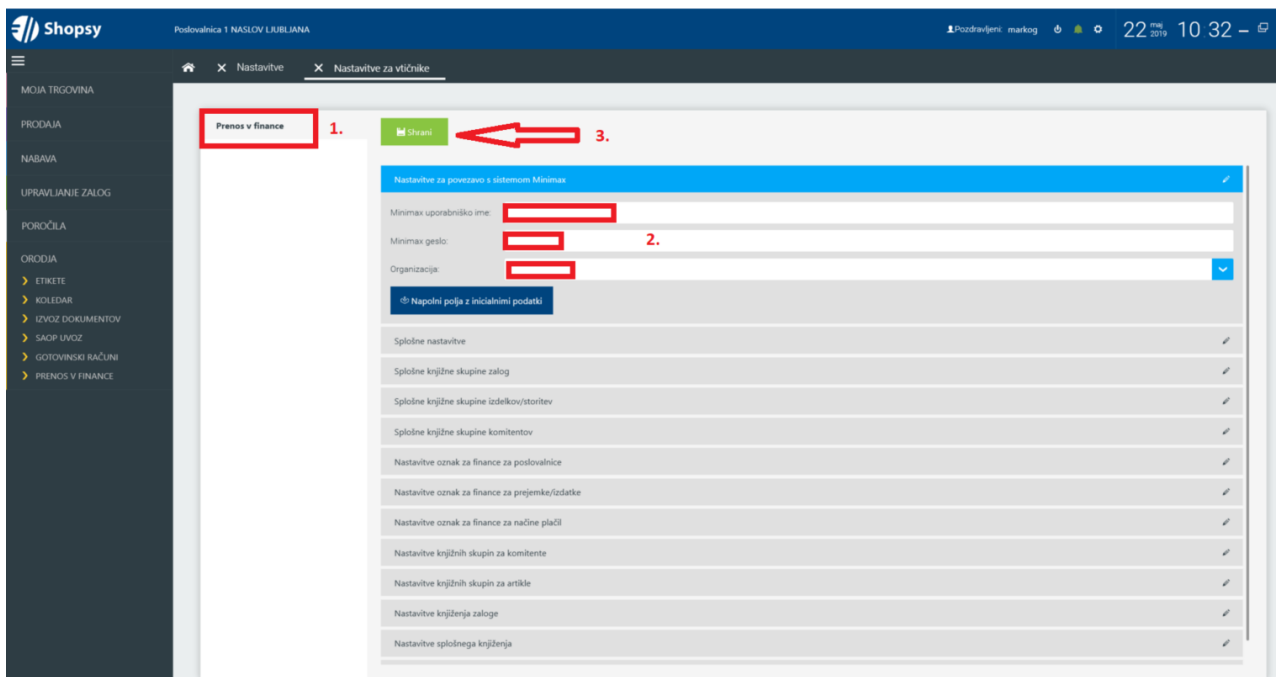 Shopsy
Poslovalnica 1 NASLOV LJUBLJANA
Pozdravljeni: markog
22 maj 2019 10:32
Nastavitve
Nastavitve za vtičnike
MOJA TRGOVINA
PRODAJA
NABAVA
UPRAVLJANJE ZALOG
POROČILA
ORODJA
ETIKETE
KOLEDAR
IZVOZ DOKUMENTOV
SAOP UVOZ
GOTOVINSKI RAČUNI
PRENOS V FINANCE
Prenos v finance
1.
Shrani
3.
Nastavitve za povezavo s sistemom Minimax
Minimax uporabniško ime:
Minimax geslo:
2.
Organizacija:
Napolni polja z inicialnimi podatki
Splošne nastavitve
Splošne knjižne skupine zalog
Splošne knjižne skupine izdelkov/storitev
Splošne knjižne skupine komitentov
Nastavitve oznak za finance za poslovalnice
Nastavitve oznak za finance za prejemke/izdatke
Nastavitve oznak za finance za načine plačil
Nastavitve knjižnih skupin za komitente
Nastavitve knjižnih skupin za artikle
Nastavitve knjiženja zaloge
Nastavitve splošnega knjiženja